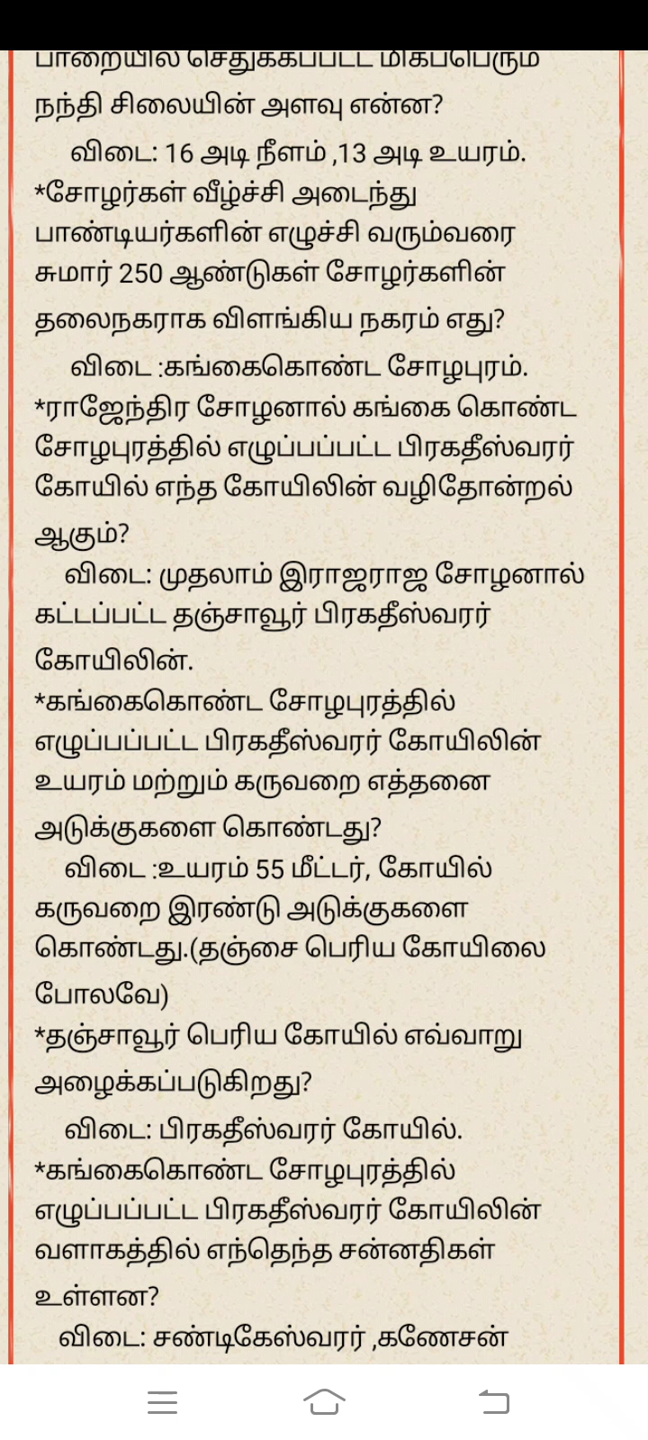 பாறையில் செதுக்கப்பட்ட மிகப்பெரும்
நந்தி சிலையின் அளவு என்ன?
விடை: 16 அடி நீளம் ,13 அடி உயரம்.
*சோழர்கள் வீழ்ச்சி அடைந்து
பாண்டியர்களின் எழுச்சி வரும்வரை
சுமார் 250 ஆண்டுகள் சோழர்களின்
தலைநகராக விளங்கிய நகரம் எது?
விடை :கங்கைகொண்ட சோழபுரம்.
*ராஜேந்திர சோழனால் கங்கை கொண்ட
சோழபுரத்தில் எழுப்பப்பட்ட பிரகதீஸ்வரர்
கோயில் எந்த கோயிலின் வழிதோன்றல்
ஆகும்?
விடை: முதலாம் இராஜராஜ சோழனால்
கட்டப்பட்ட தஞ்சாவூர் பிரகதீஸ்வரர்
கோயிலின்.
*கங்கைகொண்ட சோழபுரத்தில்
எழுப்பப்பட்ட பிரகதீஸ்வரர் கோயிலின்
உயரம் மற்றும் கருவறை எத்தனை
அடுக்குகளை கொண்டது?
விடை :உயரம் 55 மீட்டர், கோயில்
கருவறை இரண்டு அடுக்குகளை
கொண்டது.(தஞ்சை பெரிய கோயிலை
போலவே)
*தஞ்சாவூர் பெரிய கோயில் எவ்வாறு
அழைக்கப்படுகிறது?
விடை: பிரகதீஸ்வரர் கோயில்.
*கங்கைகொண்ட சோழபுரத்தில்
எழுப்பப்பட்ட பிரகதீஸ்வரர் கோயிலின்
வளாகத்தில் எந்தெந்த சன்னதிகள்
உள்ளன?
விடை: சண்டிகேஸ்வரர் ,கணேசன்